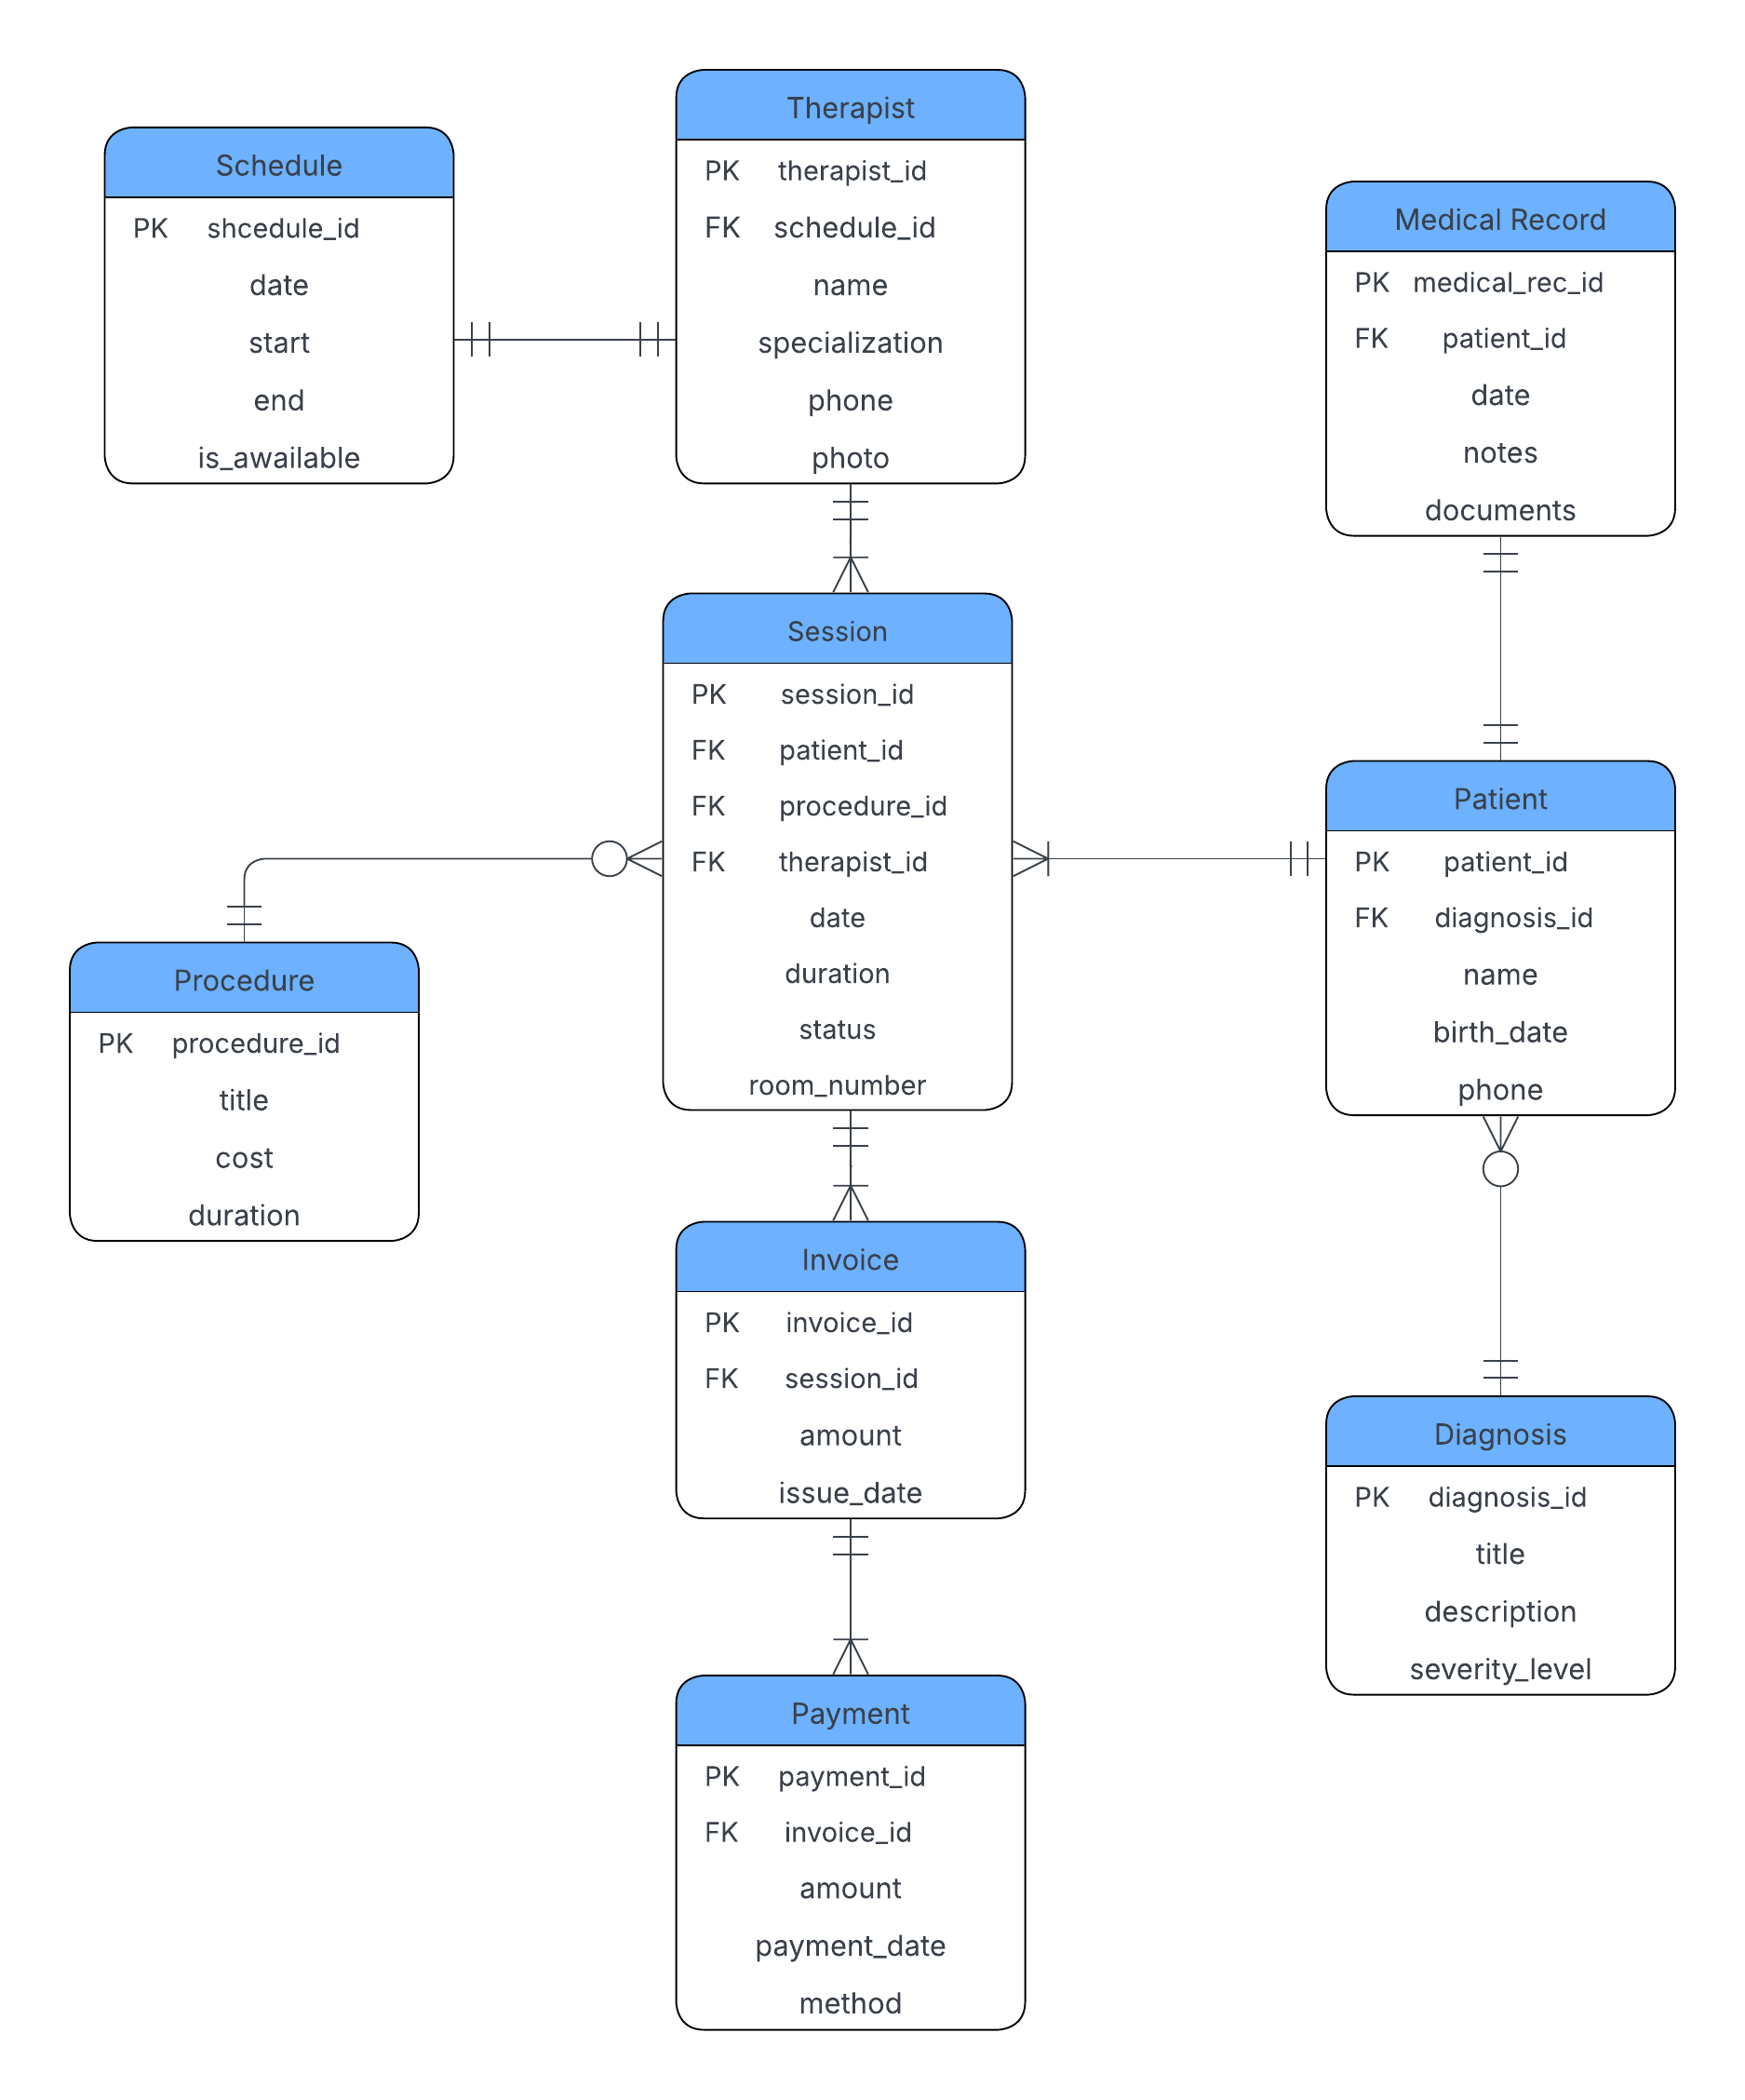 Therapist
PK therapist_id
FK schedule_id
name
specialization
phone
photo
Schedule
PK shcedule_id
date
start
end
is_awailable
Medical Record
PK medical_rec_id
FK patient_id
date
notes
documents
Session
PK session_id
FK patient_id
FK procedure_id
FK therapist_id
date
duration
status
room_number
Patient
PK patient_id
FK diagnosis_id
name
birth_date
phone
Procedure
PK procedure_id
title
cost
duration
Invoice
PK invoice_id
FK session_id
amount
issue_date
Diagnosis
PK diagnosis_id
title
description
severity_level
Payment
PK payment_id
FK invoice_id
amount
payment_date
method